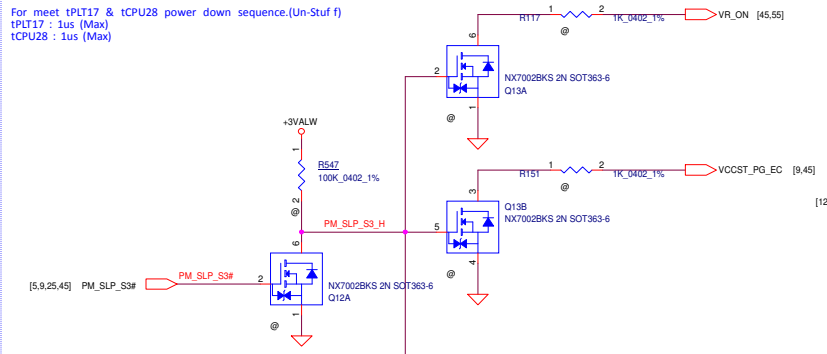 For meet tPLT17 & tCPU28 power down sequence.(Un-Stuf f)
tPLT17 : 1us (Max)
tCPU28 : 1us (Max)
R117
1
2
1K_0402_1%
@
VR_ON [45,55]
6
2
NX7002BKS 2N SOT363-6
Q13A
1
@
+3VALW
1
R547
100K_0402_1%
2
@
R151
1
2
1K_0402_1%
@
VCCST_PG_EC [9,45]
[12
3
Q13B
NX7002BKS 2N SOT363-6
PM_SLP_S3_H
5
4
@
6
[5,9,25,45] PM_SLP_S3#
PM_SLP_S3#
2
NX7002BKS 2N SOT363-6
Q12A
1
@